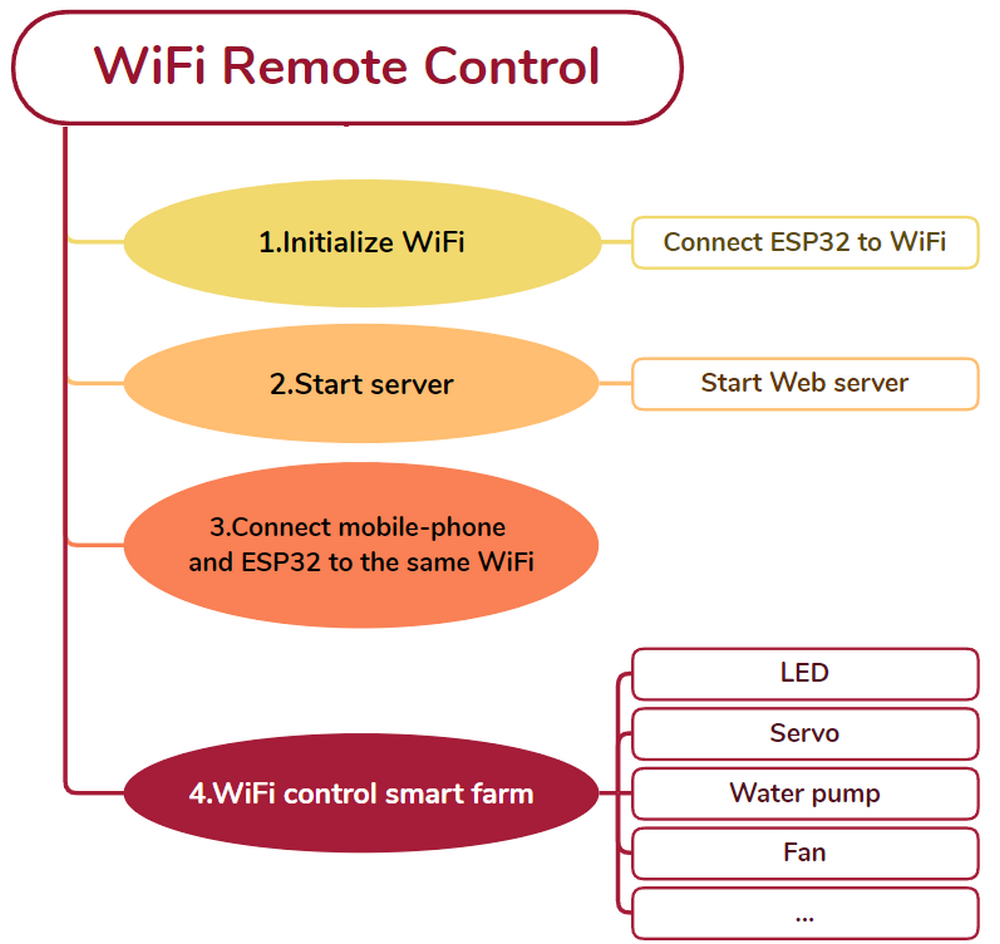 WiFi Remote Control
1.Initialize WiFi
Connect ESP32 to WiFi
2.Start server
Start Web server
3.Connect mobile-phone
and ESP32 to the same WiFi
4.WiFi control smart farm
LED
Servo
Water pump
Fan
...